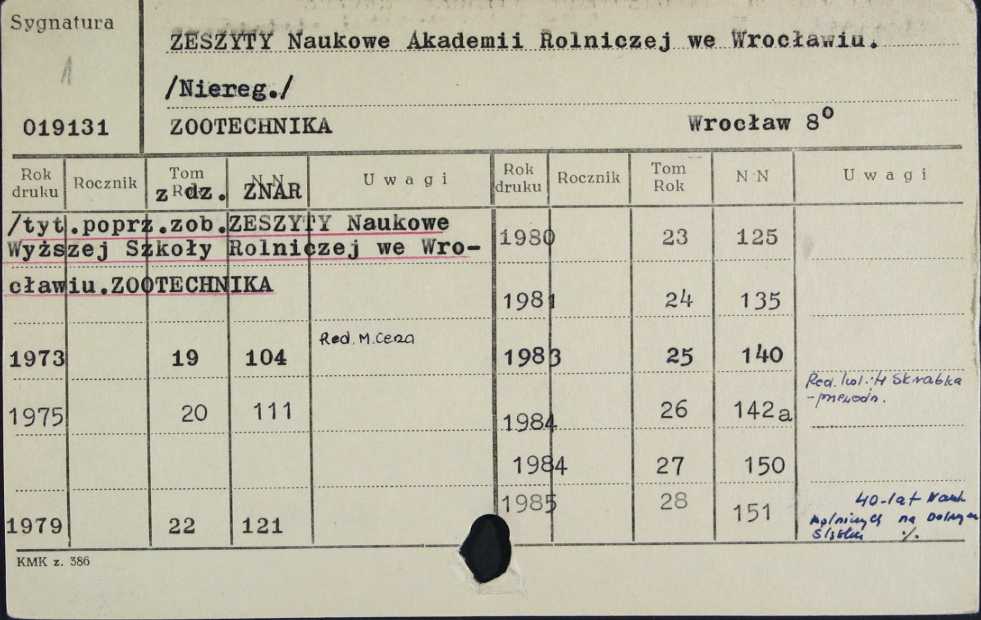 Sygnatura
1
019131
ZESZYTY Naukowe Akademii Rolniczej we Wrocławiu.
/Niereg./
ZOOTECHNIKA Wrocław 8⁰
Rok druku Rocznik Tom Rok N N Uwagi Rok druku Rocznik Tom Rok N N Uwagi
z dz. ZNAR
/tyt.poprz.zob.ZESZYTY Naukowe
Wyższej Szkoły Rolniczej we Wro-
cławiu.ZOOTECHNIKA
1973 19 104 Red. M.
1975 20 111
1979 22 121
1980 23 125
1981 24 135
1983 25 140
1984 26 142a Red. kol.: H Skrabka
-przewodn.
1984 27 150
1985 28 151 40-lat Nauk
Rolniczych na Dolnym
Śląsku ./.
KMK z. 386